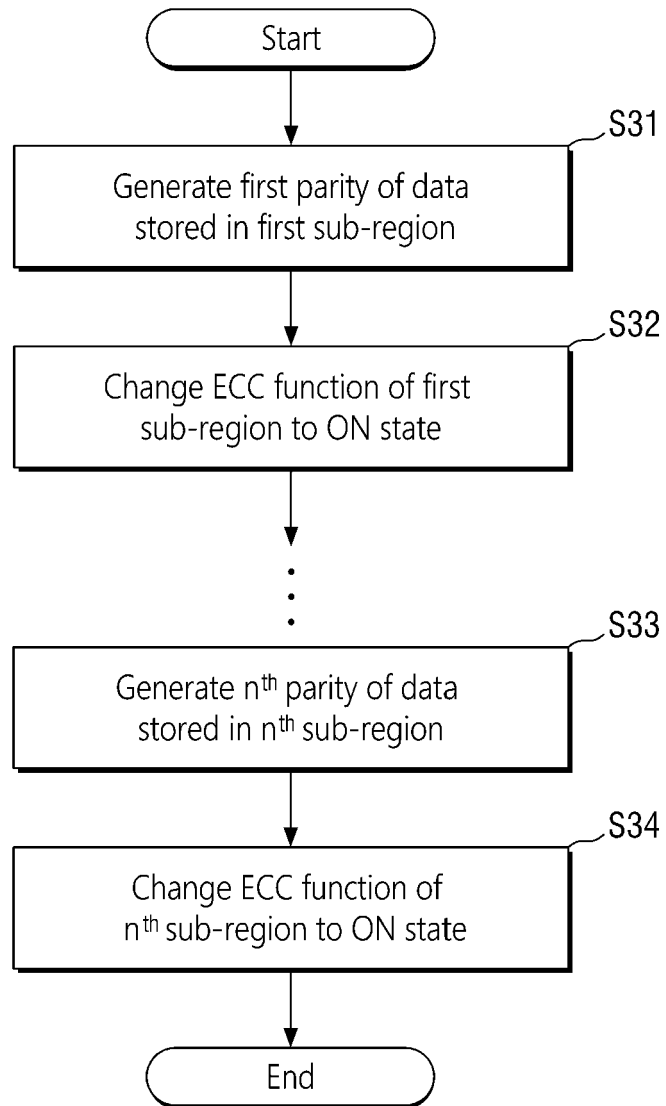 Start
S31
Generate first parity of data
stored in first sub-region
S32
Change ECC function of first
sub-region to ON state
S33
Generate nth parity of data
stored in nth sub-region
S34
Change ECC function of
nth sub-region to ON state
End